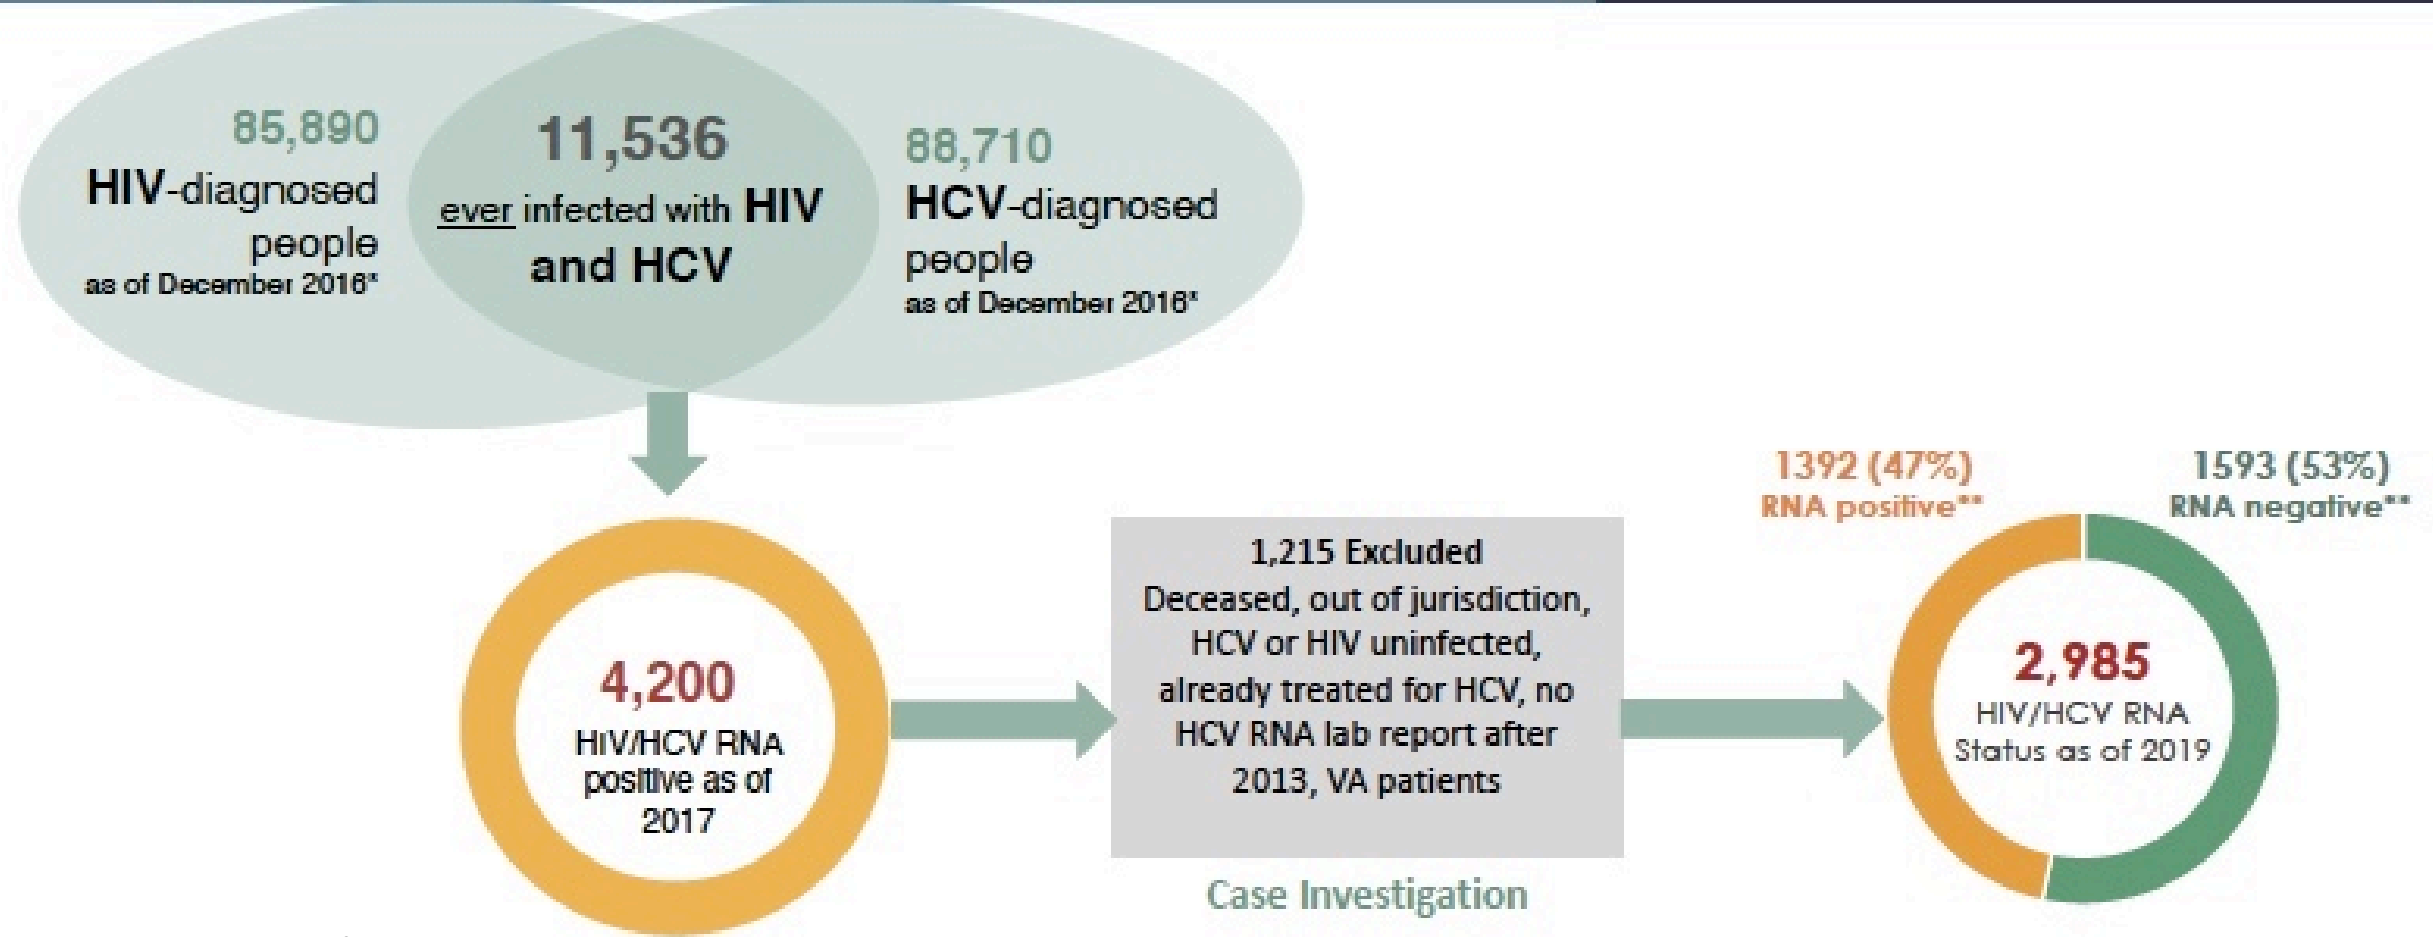 85,890
HIV-diagnosed
people
as of December 2016*
11,536
ever infected with HIV
and HCV
88,710
HCV-diagnosed
people
as of December 2016*
4,200
HIV/HCV RNA
positive as of
2017
1,215 Excluded
Deceased, out of jurisdiction,
HCV or HIV uninfected,
already treated for HCV, no
HCV RNA lab report after
2013, VA patients
Case Investigation
1392 (47%)
RNA positive**
1593 (53%)
RNA negative**
2,985
HIV/HCV RNA
Status as of 2019